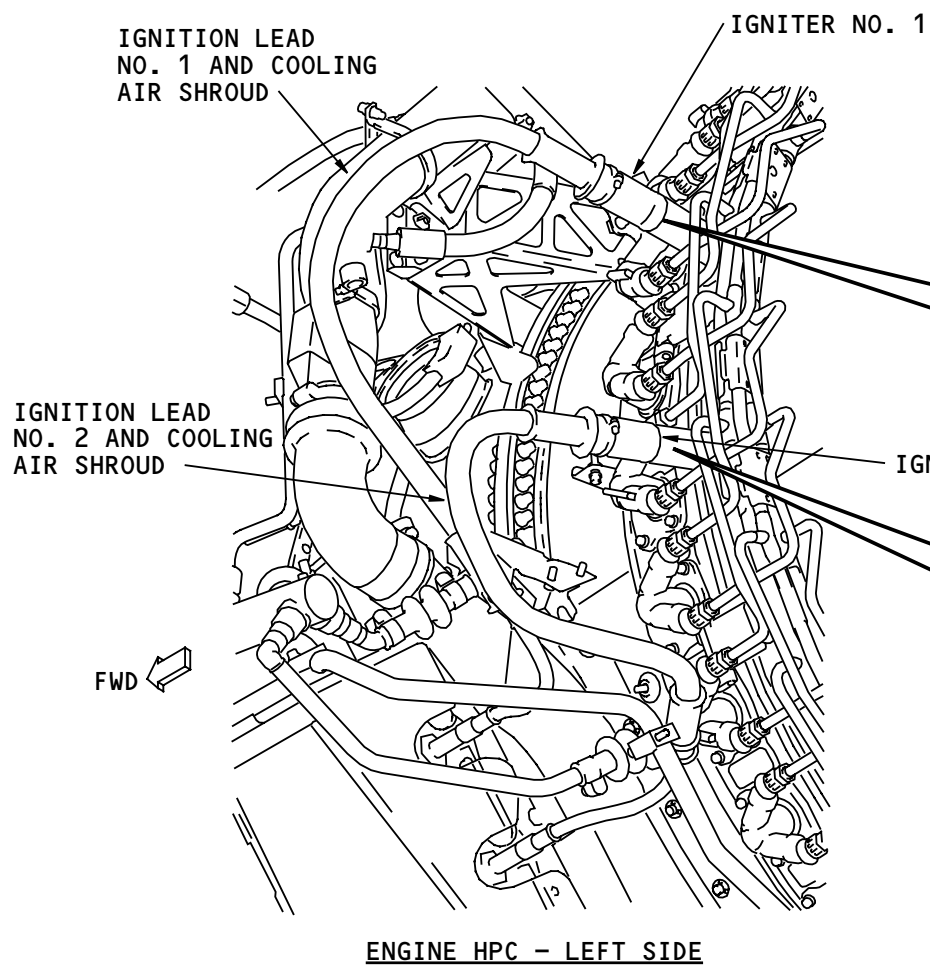 IGNITER NO. 1
IGNITION LEAD
NO. 1 AND COOLING
AIR SHROUD
IGNITION LEAD
NO. 2 AND COOLING
AIR SHROUD
IGN
FWD
ENGINE HPC – LEFT SIDE